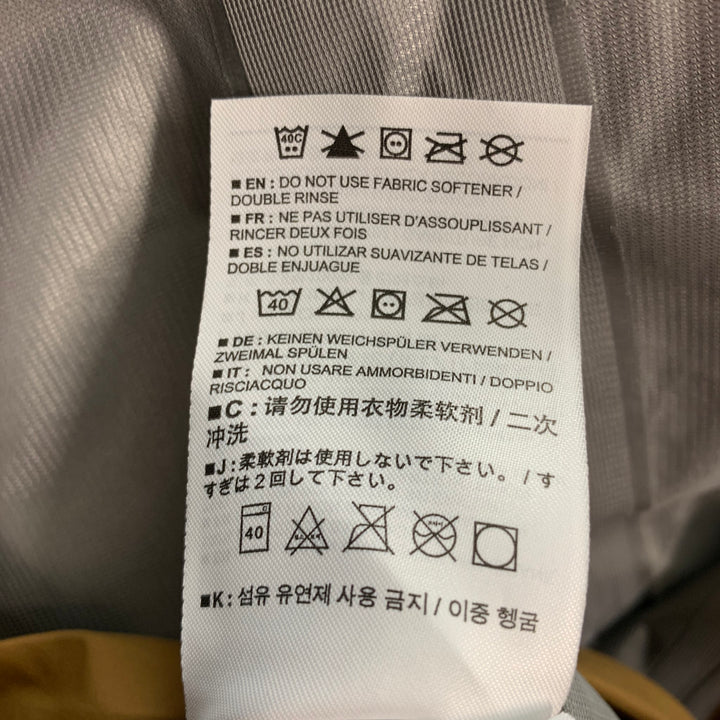 40C
■ EN : DO NOT USE FABRIC SOFTENER /
DOUBLE RINSE
■ FR : NE PAS UTILISER D'ASSOUPLISSANT /
RINCER DEUX FOIS
■ ES : NO UTILIZAR SUAVIZANTE DE TELAS /
DOBLE ENJUAGUE
40
■ DE : KEINEN WEICHSPÜLER VERWENDEN /
ZWEIMAL SPÜLEN
■ IT : NON USARE AMMORBIDENTI / DOPPIO
RISCIACQUO
■C : 请勿使用衣物柔软剂 / 二次
冲洗
■J : 柔軟剤は使用しないで下さい。 / す
すぎは2回して下さい。
40
■K : 섬유 유연제 사용 금지 / 이중 헹굼